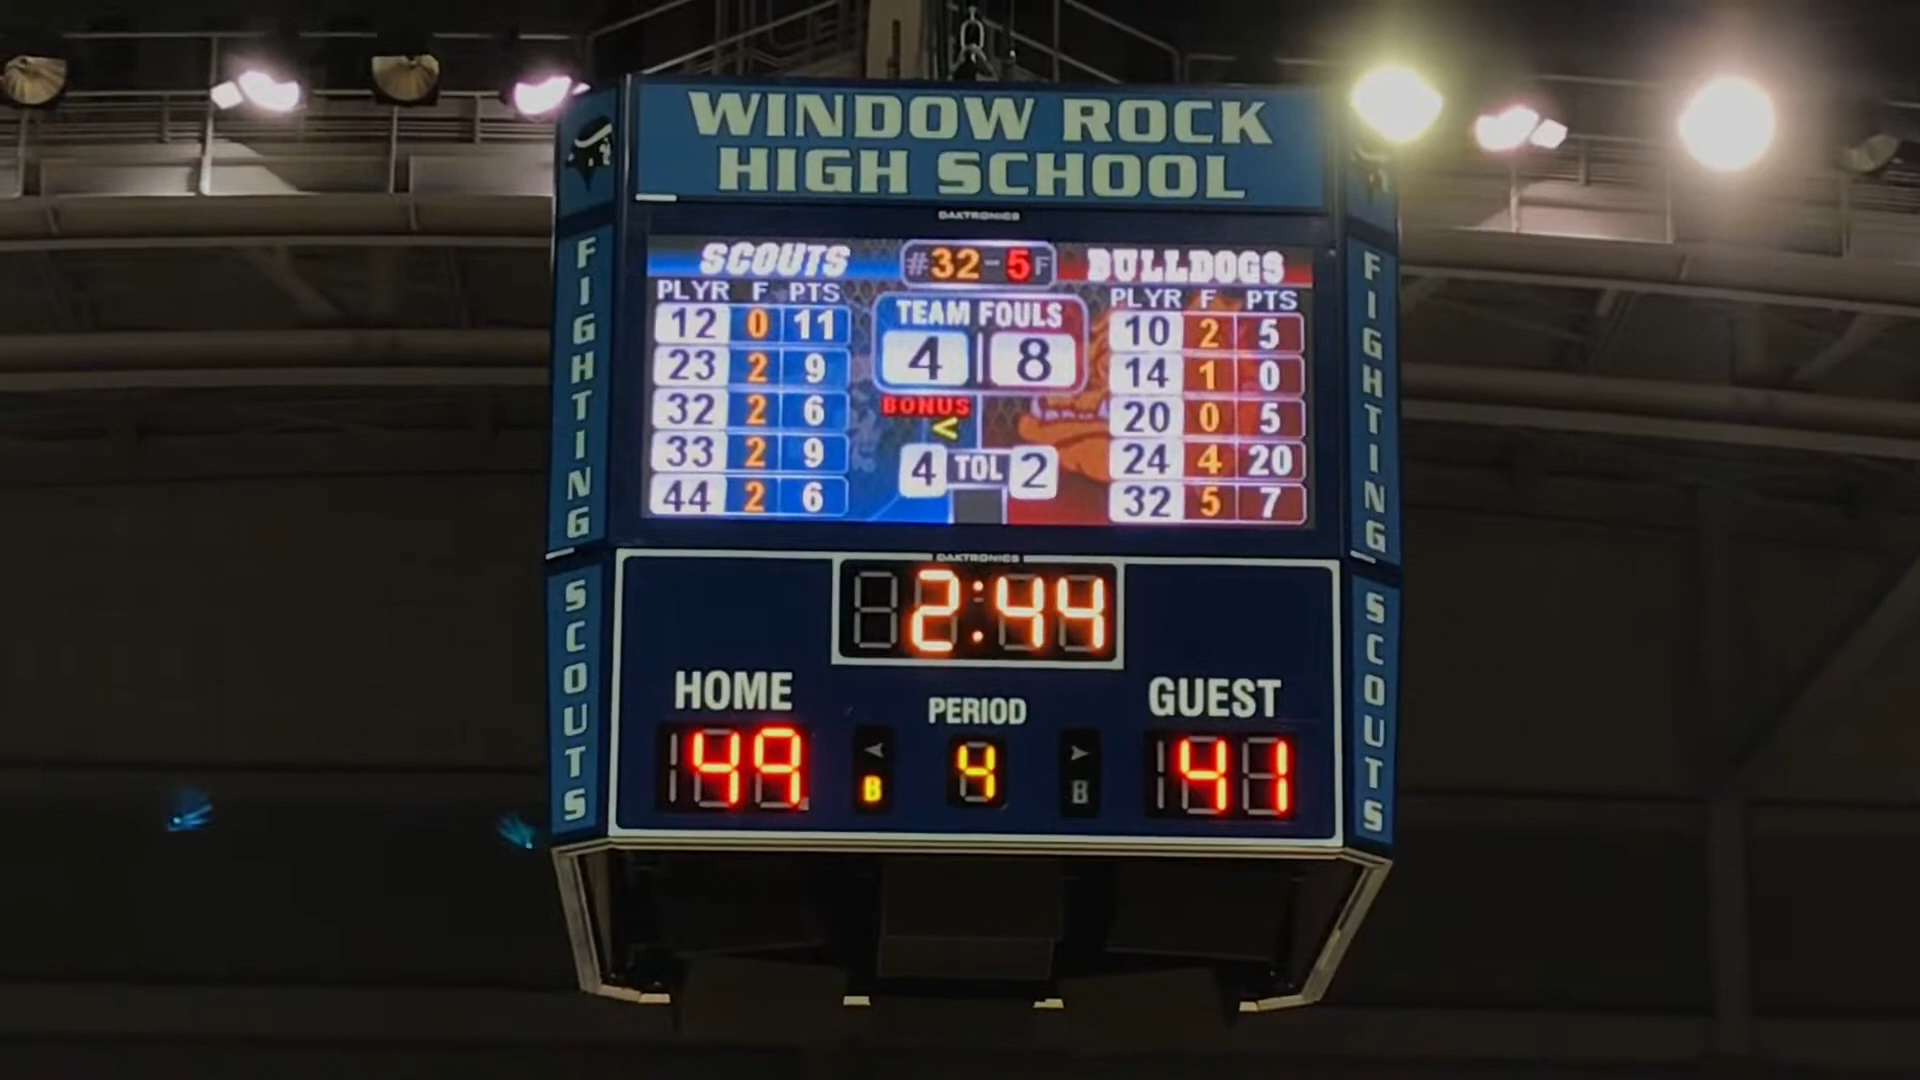 WINDOW ROCK
HIGH SCHOOL
DAKTRONICS
FIGHTING
SCOUTS
FIGHTING
SCOUTS
SCOUTS #32-5F BULLDOGS
PLYR F PTS
12 0 11
23 2 9
32 2 6
33 2 9
44 2 6
TEAM FOULS
4 8
BONUS
<
4 TOL 2
PLYR F PTS
10 2 5
14 1 0
20 0 5
24 4 20
32 5 7
DAKTRONICS
2:44
HOME PERIOD GUEST
49 B 4 B 41